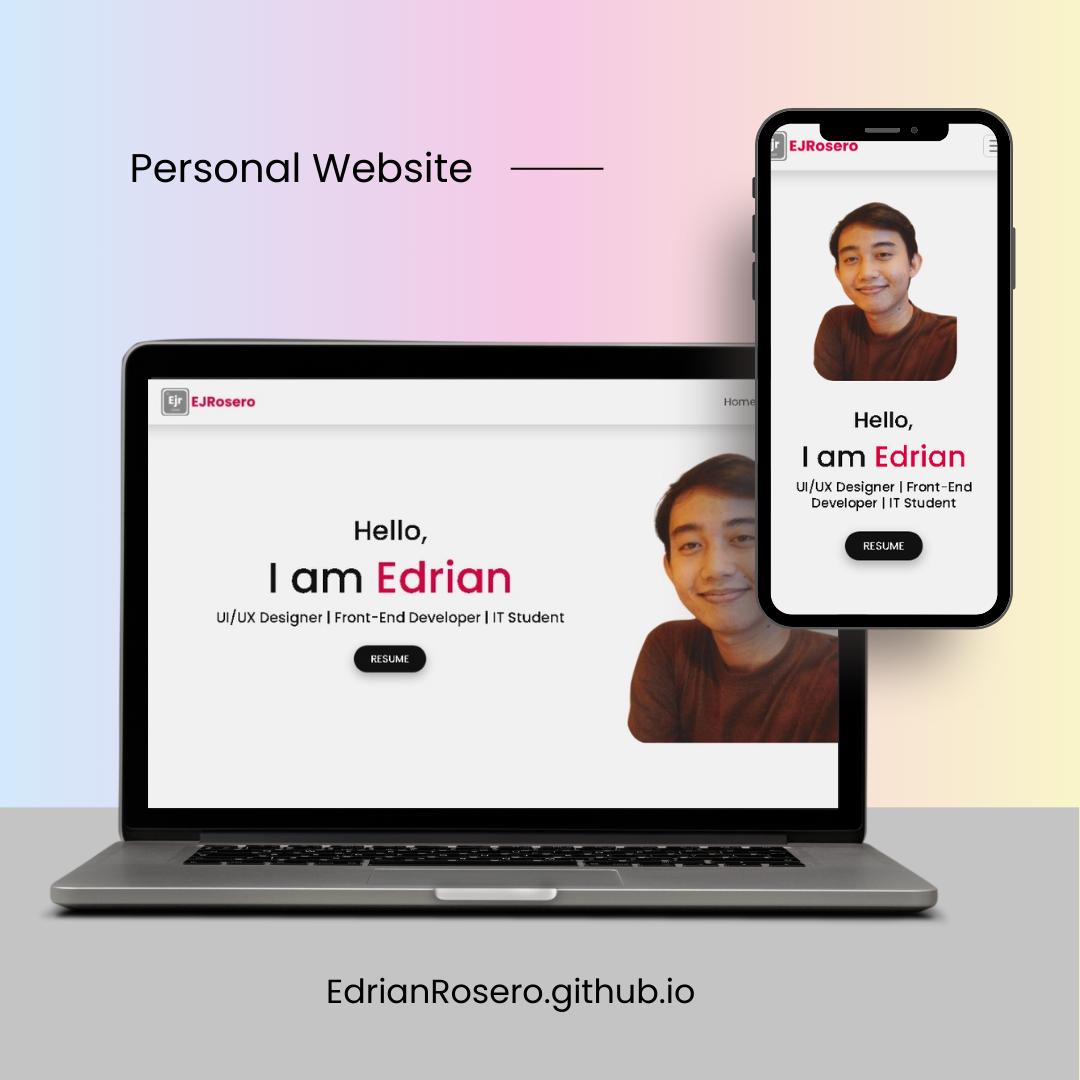 Personal Website
jr EJRosero
Hello,
I am Edrian
UI/UX Designer | Front-End
Developer | IT Student
RESUME
Ejr EJRosero
Home
Hello,
I am Edrian
UI/UX Designer | Front-End Developer | IT Student
RESUME
EdrianRosero.github.io